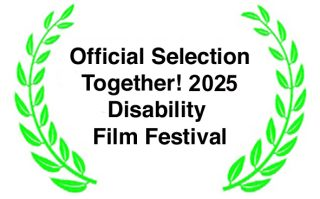 Official Selection
Together! 2025
Disability
Film Festival